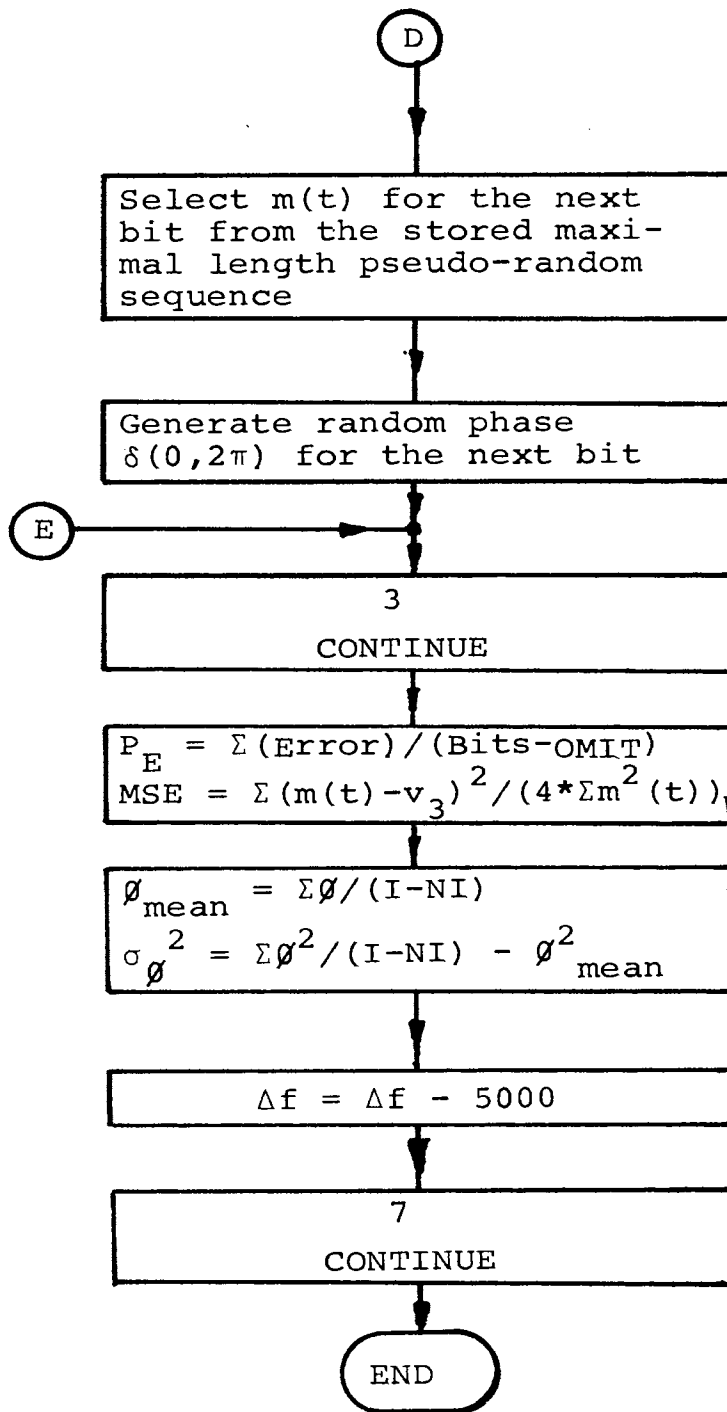 D
Select m(t) for the next
bit from the stored maxi-
mal length pseudo-random
sequence
Generate random phase
δ(0,2π) for the next bit
E
3
CONTINUE
P_E = Σ(Error)/(Bits-OMIT)
MSE = Σ(m(t)-v_3)^2/(4*Σm^2(t))
Ø_mean = ΣØ/(I-NI)
σ_Ø^2 = ΣØ^2/(I-NI) - Ø^2_mean
Δf = Δf - 5000
7
CONTINUE
END